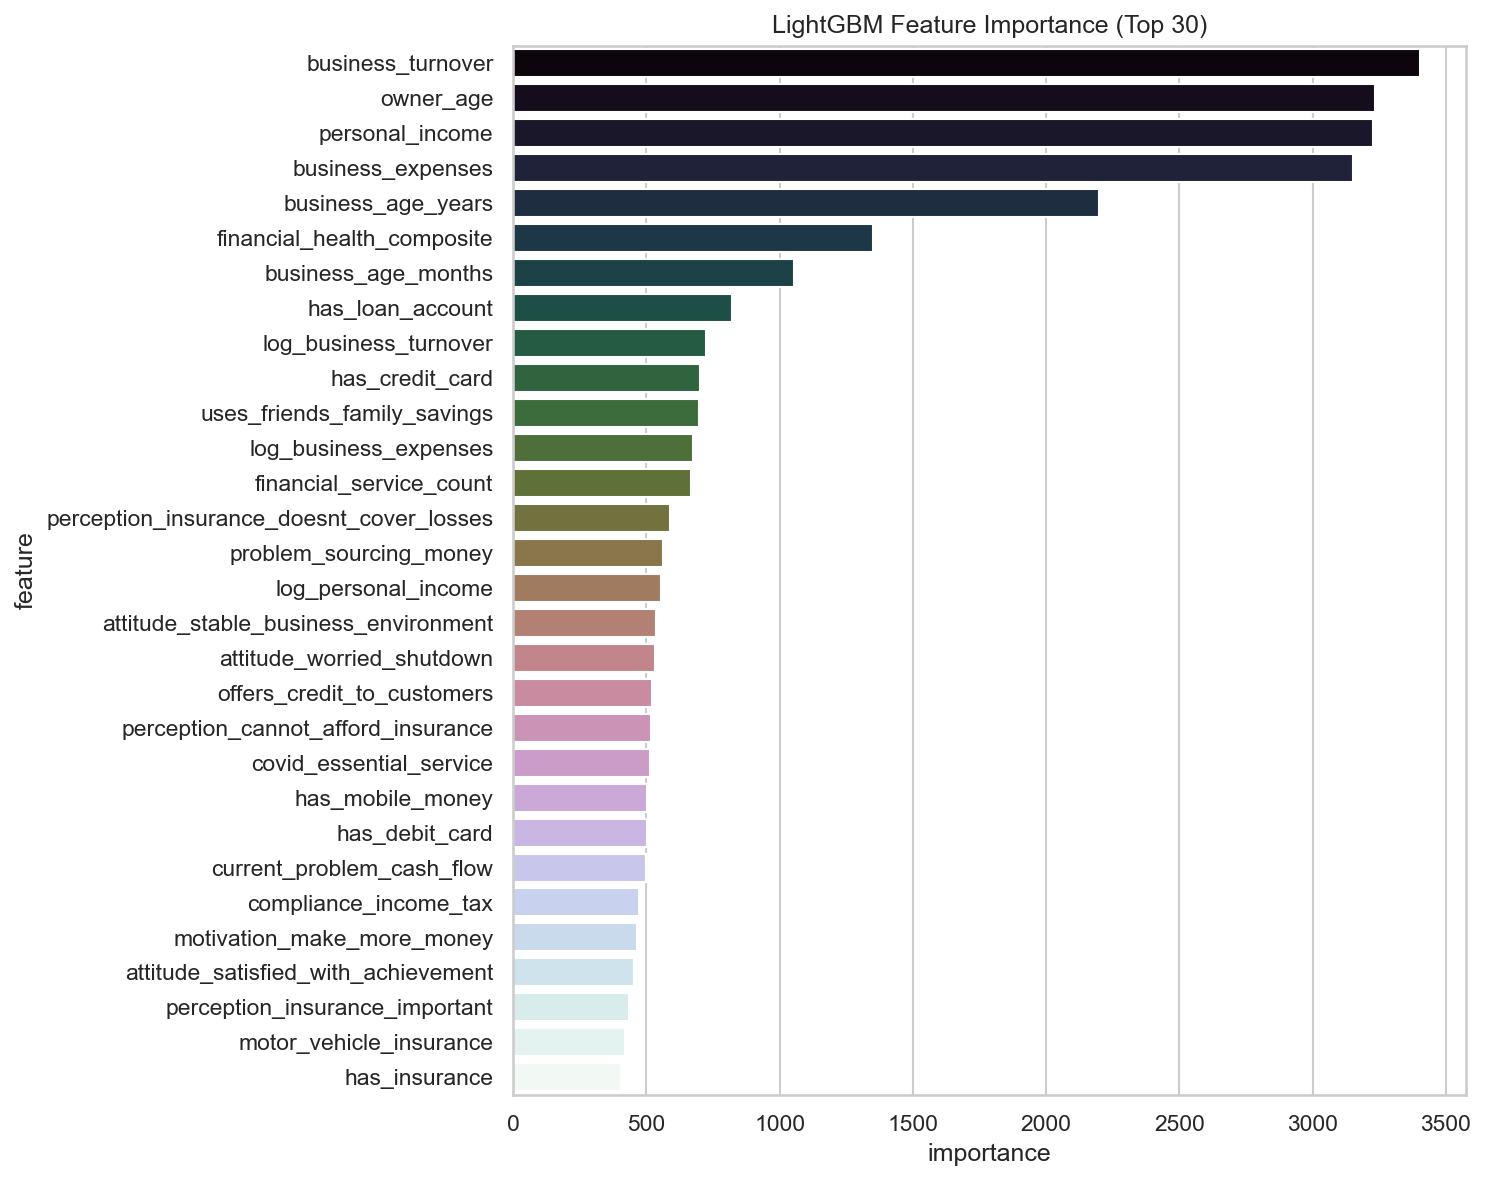 LightGBM Feature Importance (Top 30)
business_turnover
owner_age
personal_income
business_expenses
business_age_years
financial_health_composite
business_age_months
has_loan_account
log_business_turnover
has_credit_card
uses_friends_family_savings
log_business_expenses
financial_service_count
perception_insurance_doesnt_cover_losses
problem_sourcing_money
log_personal_income
attitude_stable_business_environment
attitude_worried_shutdown
offers_credit_to_customers
perception_cannot_afford_insurance
covid_essential_service
has_mobile_money
has_debit_card
current_problem_cash_flow
compliance_income_tax
motivation_make_more_money
attitude_satisfied_with_achievement
perception_insurance_important
motor_vehicle_insurance
has_insurance
feature
0 500 1000 1500 2000 2500 3000 3500
importance